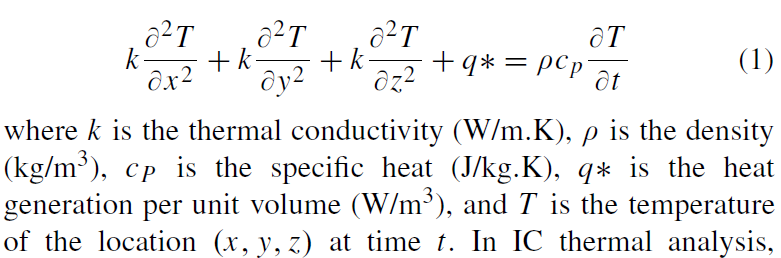 k ∂²T/∂x² + k ∂²T/∂y² + k ∂²T/∂z² + q* = ρc_p ∂T/∂t (1)
where k is the thermal conductivity (W/m.K), ρ is the density
(kg/m³), c_P is the specific heat (J/kg.K), q* is the heat
generation per unit volume (W/m³), and T is the temperature
of the location (x, y, z) at time t. In IC thermal analysis,